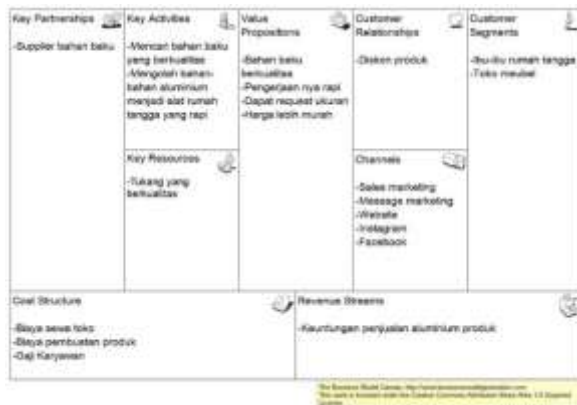 Key Partnerships
-Supplier bahan baku
Key Activities
-Mencari bahan baku
yang berkualitas
-Mengolah bahan-
bahan aluminium
menjadi alat rumah
tangga yang rapi
Key Resources
-Tukang yang
berkualitas
Value
Propositions
-Bahan baku
berkualitas
-Pengerjaan nya rapi
-Dapat request ukuran
-Harga lebih murah
Customer
Relationships
-Diskon produk
Channels
-Sales marketing
-Message marketing
-Website
-Instagram
-Facebook
Customer
Segments
-Ibu-ibu rumah tangga
-Toko meubel
Cost Structure
-Biaya sewa toko
-Biaya pembuatan produk
-Gaji Karyawan
Revenue Streams
-Keuntungan penjualan aluminium produk